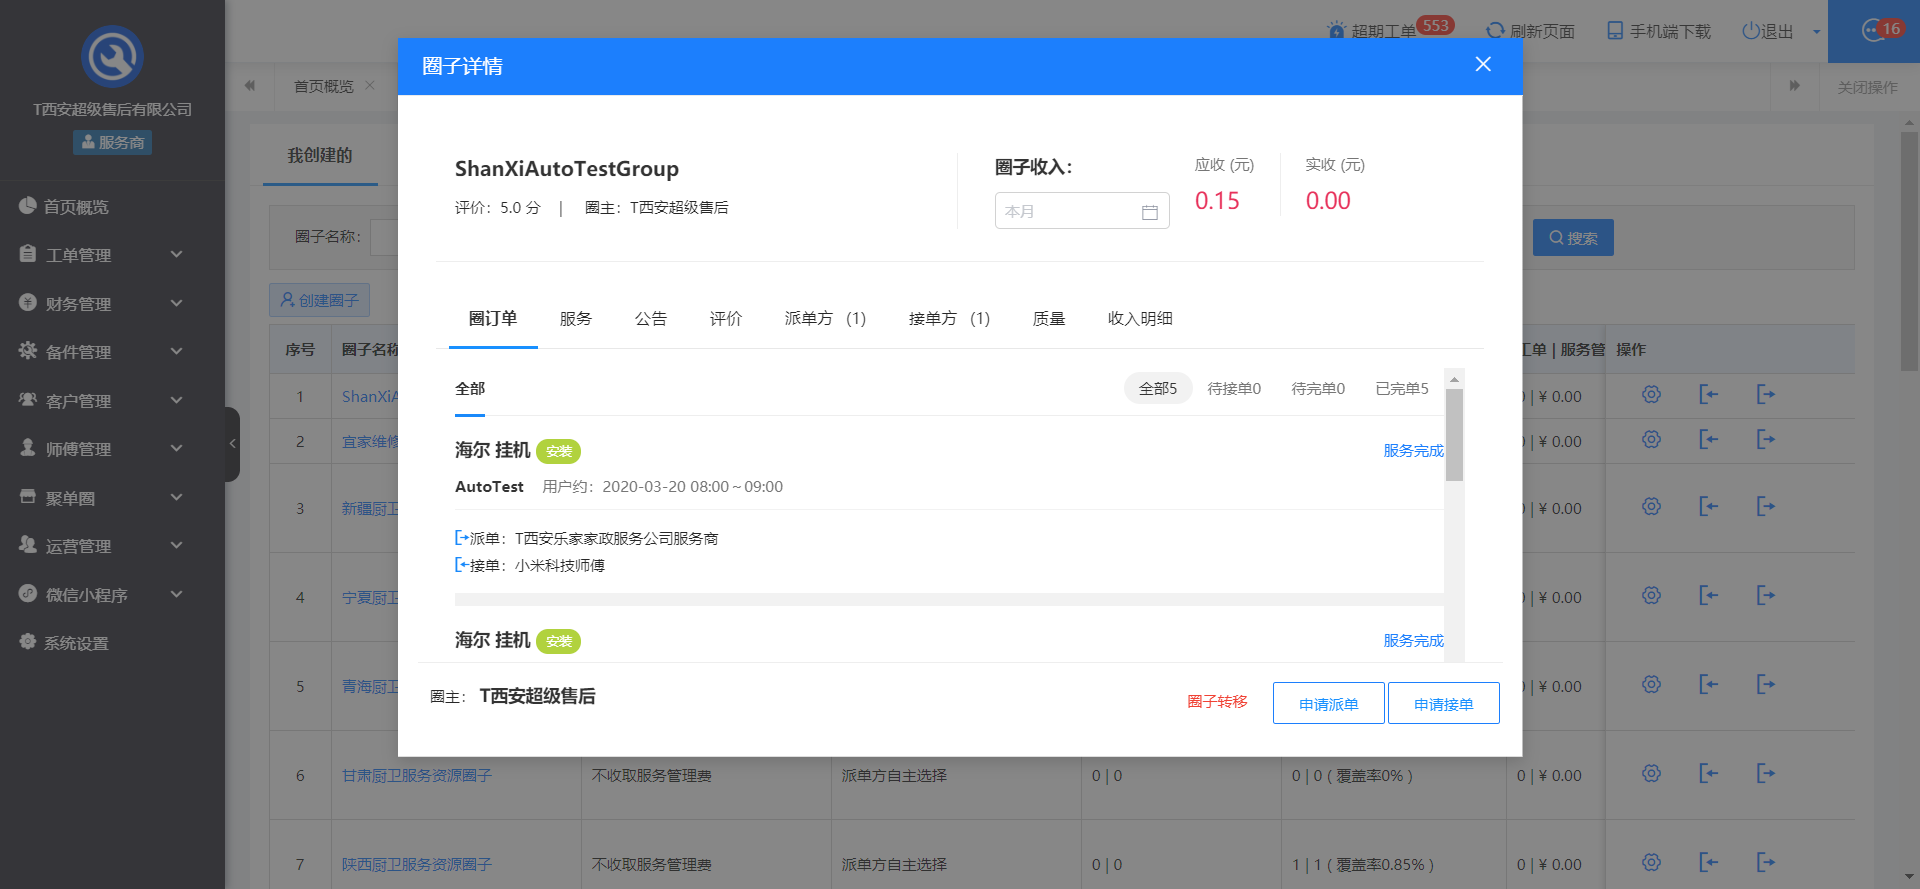 T西安超级售后有限公司
服务商
首页概览
工单管理
财务管理
备件管理
客户管理
师傅管理
聚单圈
运营管理
微信小程序
系统设置
超期工单 553
刷新页面
手机端下载
退出
16
首页概览
关闭操作
我创建的
圈子名称：
搜索
创建圈子
圈子详情
ShanXiAutoTestGroup
评价：5.0 分 | 圈主：T西安超级售后
圈子收入：
本月
应收 (元)
0.15
实收 (元)
0.00
圈订单 服务 公告 评价 派单方 (1) 接单方 (1) 质量 收入明细
全部
全部5 待接单0 待完单0 已完单5
海尔 挂机 安装 服务完成
AutoTest 用户约：2020-03-20 08:00～09:00
派单：T西安乐家家政服务公司服务商
接单：小米科技师傅
海尔 挂机 安装 服务完成
圈主：T西安超级售后
圈子转移 申请派单 申请接单
序号 圈子名称 工单 | 服务管 操作
1 ShanXiA | ¥ 0.00
2 宜家维修 | ¥ 0.00
3 新疆厨卫 | ¥ 0.00
4 宁夏厨卫 | ¥ 0.00
5 青海厨卫 | ¥ 0.00
6 甘肃厨卫服务资源圈子 不收取服务管理费 派单方自主选择 0 | 0 0 | 0 ( 覆盖率0% ) 0 | ¥ 0.00
7 陕西厨卫服务资源圈子 不收取服务管理费 派单方自主选择 0 | 0 1 | 1 ( 覆盖率0.85% ) 0 | ¥ 0.00